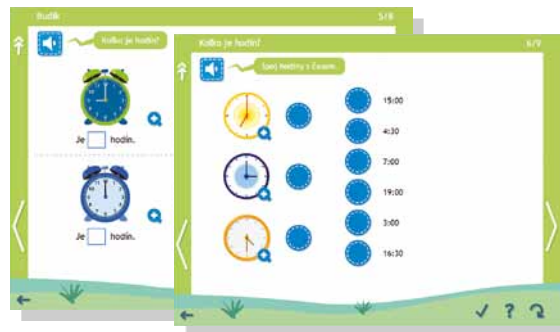 Budík
5/8
Koľko je hodín?
Je hodín.
Je hodín.
Koľko je hodín?
6/9
Spoj hodiny s časom.
15:00
4:30
7:00
19:00
3:00
16:30
?